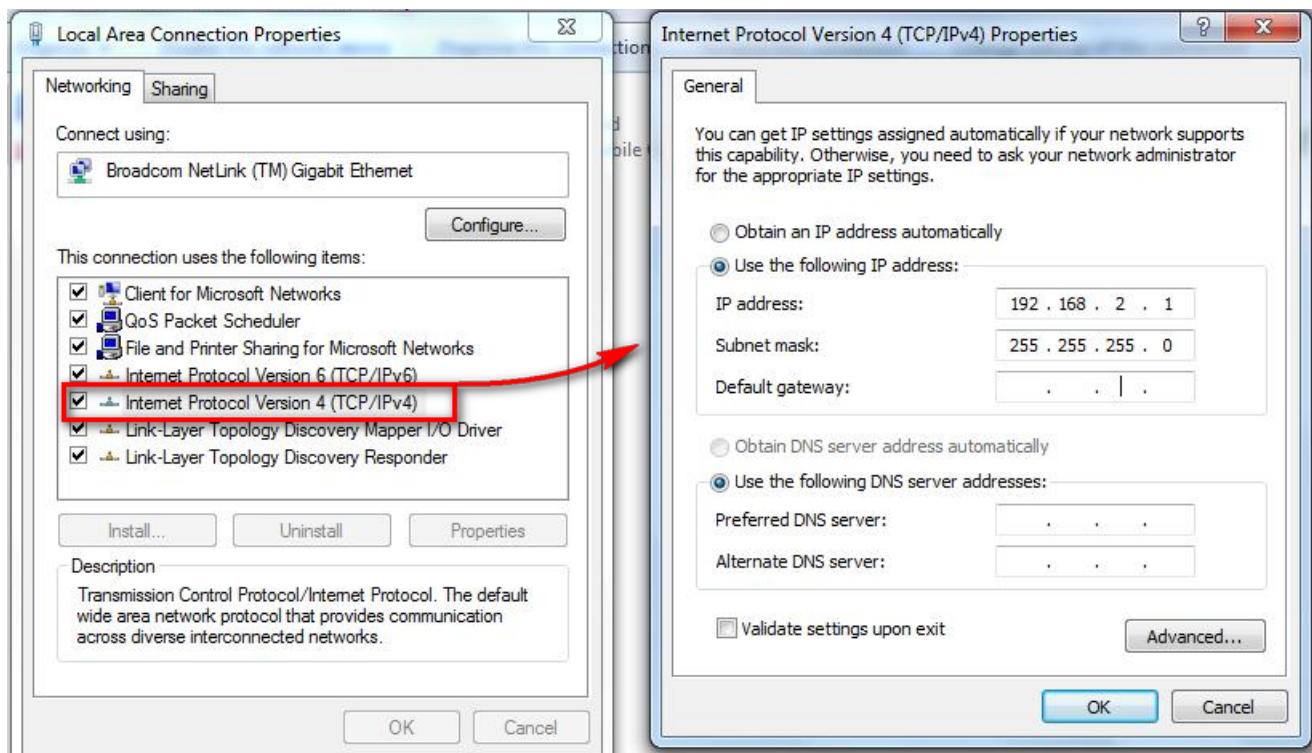 Local Area Connection Properties
Networking
Sharing
Connect using:
Broadcom NetLink (TM) Gigabit Ethernet
Configure...
This connection uses the following items:
Client for Microsoft Networks
QoS Packet Scheduler
File and Printer Sharing for Microsoft Networks
Internet Protocol Version 6 (TCP/IPv6)
Internet Protocol Version 4 (TCP/IPv4)
Link-Layer Topology Discovery Mapper I/O Driver
Link-Layer Topology Discovery Responder
Install...
Uninstall
Properties
Description
Transmission Control Protocol/Internet Protocol. The default
wide area network protocol that provides communication
across diverse interconnected networks.
OK
Cancel
Internet Protocol Version 4 (TCP/IPv4) Properties
General
You can get IP settings assigned automatically if your network supports
this capability. Otherwise, you need to ask your network administrator
for the appropriate IP settings.
Obtain an IP address automatically
Use the following IP address:
IP address:
192 . 168 . 2 . 1
Subnet mask:
255 . 255 . 255 . 0
Default gateway:
. . .
Obtain DNS server address automatically
Use the following DNS server addresses:
Preferred DNS server:
. . .
Alternate DNS server:
. . .
Validate settings upon exit
Advanced...
OK
Cancel